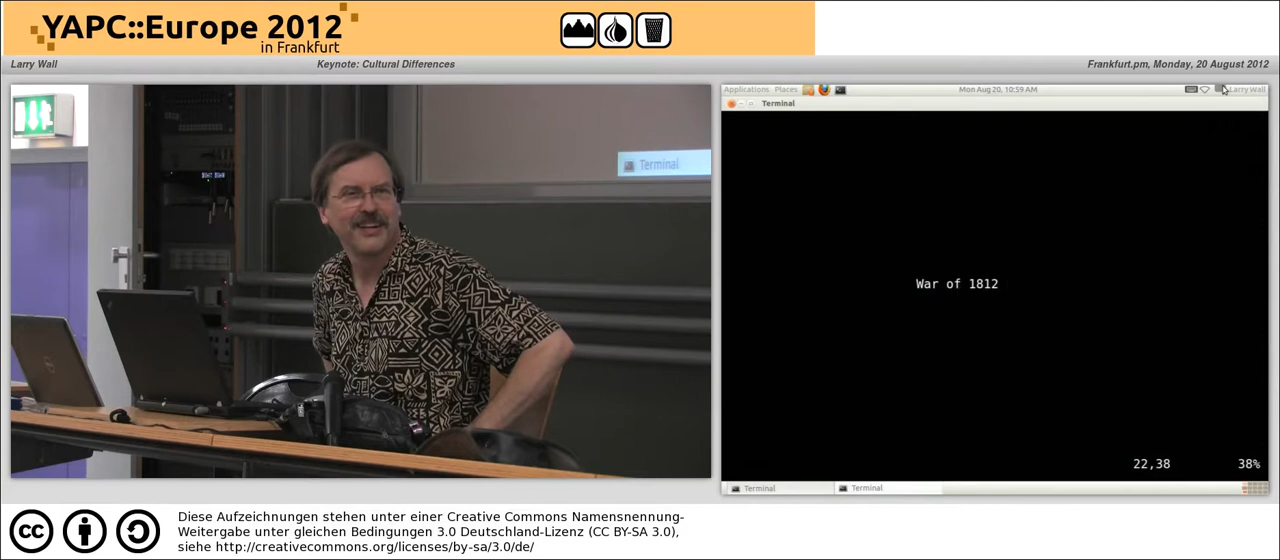 YAPC::Europe 2012
in Frankfurt
Larry Wall
Keynote: Cultural Differences
Frankfurt.pm, Monday, 20 August 2012
Terminal
Applications Places
Mon Aug 20, 10:59 AM
Larry Wall
Terminal
War of 1812
22,38
38%
Terminal
Terminal
cc
Diese Aufzeichnungen stehen unter einer Creative Commons Namensnennung-
Weitergabe unter gleichen Bedingungen 3.0 Deutschland-Lizenz (CC BY-SA 3.0),
siehe http://creativecommons.org/licenses/by-sa/3.0/de/